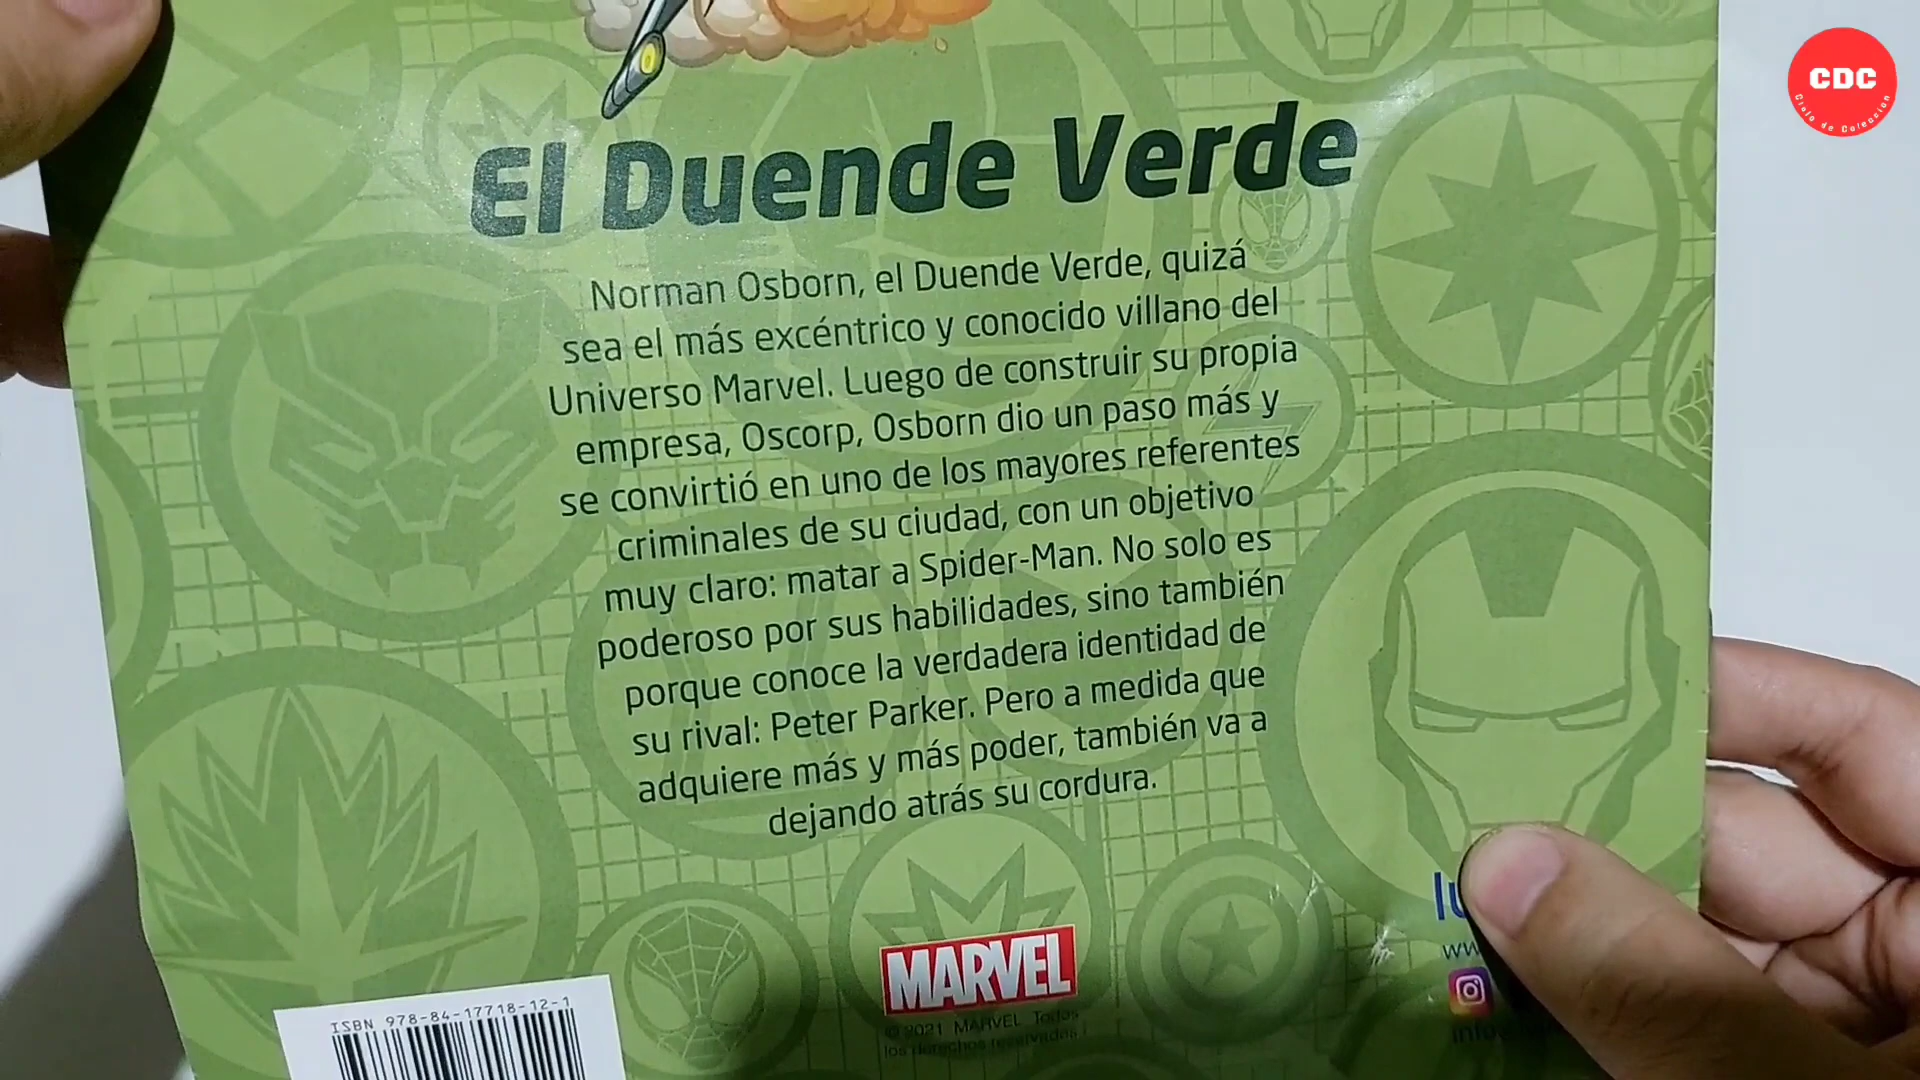 CDC
Cielo de Colección
El Duende Verde
Norman Osborn, el Duende Verde, quizá
sea el más excéntrico y conocido villano del
Universo Marvel. Luego de construir su propia
empresa, Oscorp, Osborn dio un paso más y
se convirtió en uno de los mayores referentes
criminales de su ciudad, con un objetivo
muy claro: matar a Spider-Man. No solo es
poderoso por sus habilidades, sino también
porque conoce la verdadera identidad de
su rival: Peter Parker. Pero a medida que
adquiere más y más poder, también va a
dejando atrás su cordura.
MARVEL
© 2021 MARVEL Todos
los derechos reservados
ISBN 978-84-17718-12-1